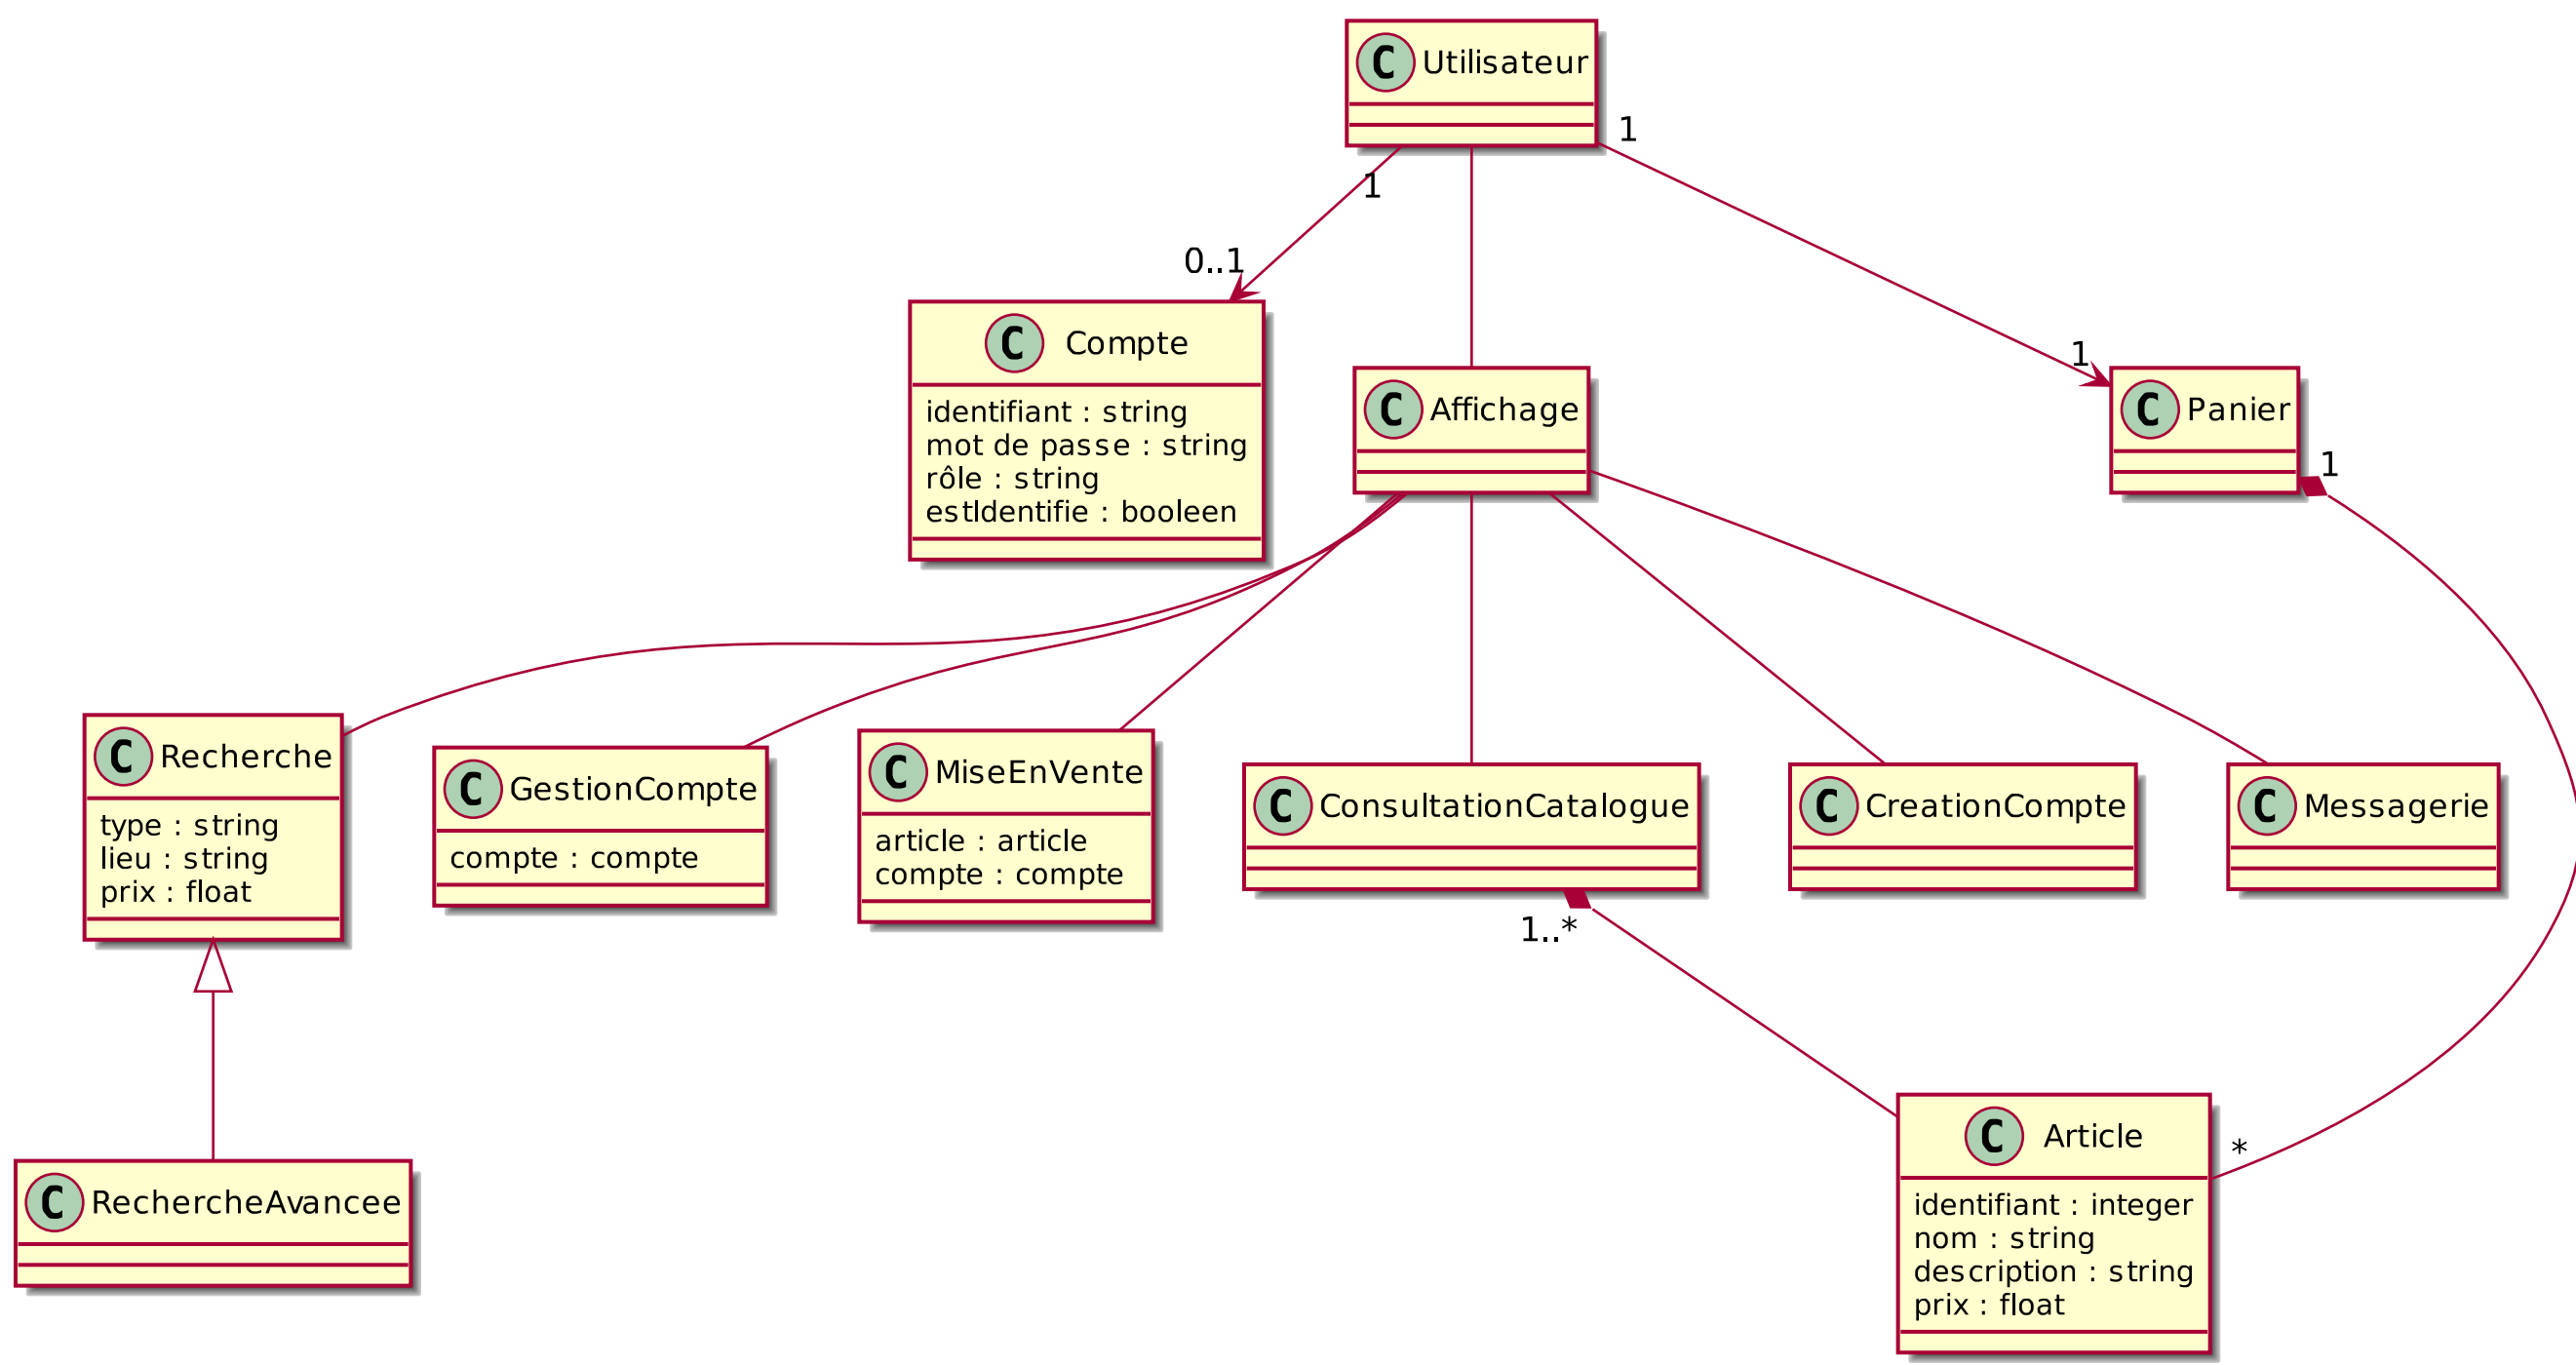 C Utilisateur
1
1
0..1
1
C Compte
identifiant : string
mot de passe : string
rôle : string
estIdentifie : booleen
C Affichage
C Panier
1
C Recherche
type : string
lieu : string
prix : float
C GestionCompte
compte : compte
C MiseEnVente
article : article
compte : compte
C ConsultationCatalogue
C CreationCompte
C Messagerie
1..*
C RechercheAvancee
C Article
*
identifiant : integer
nom : string
description : string
prix : float